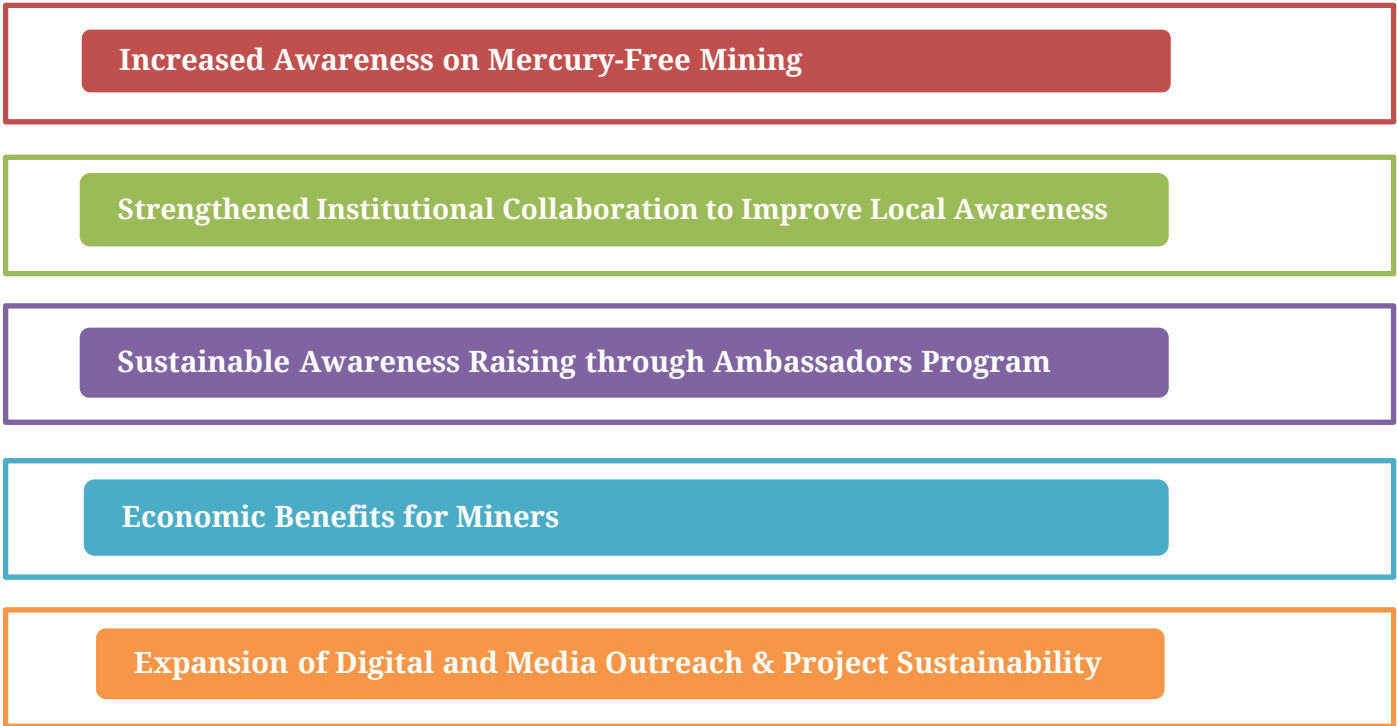 Increased Awareness on Mercury-Free Mining
Strengthened Institutional Collaboration to Improve Local Awareness
Sustainable Awareness Raising through Ambassadors Program
Economic Benefits for Miners
Expansion of Digital and Media Outreach & Project Sustainability